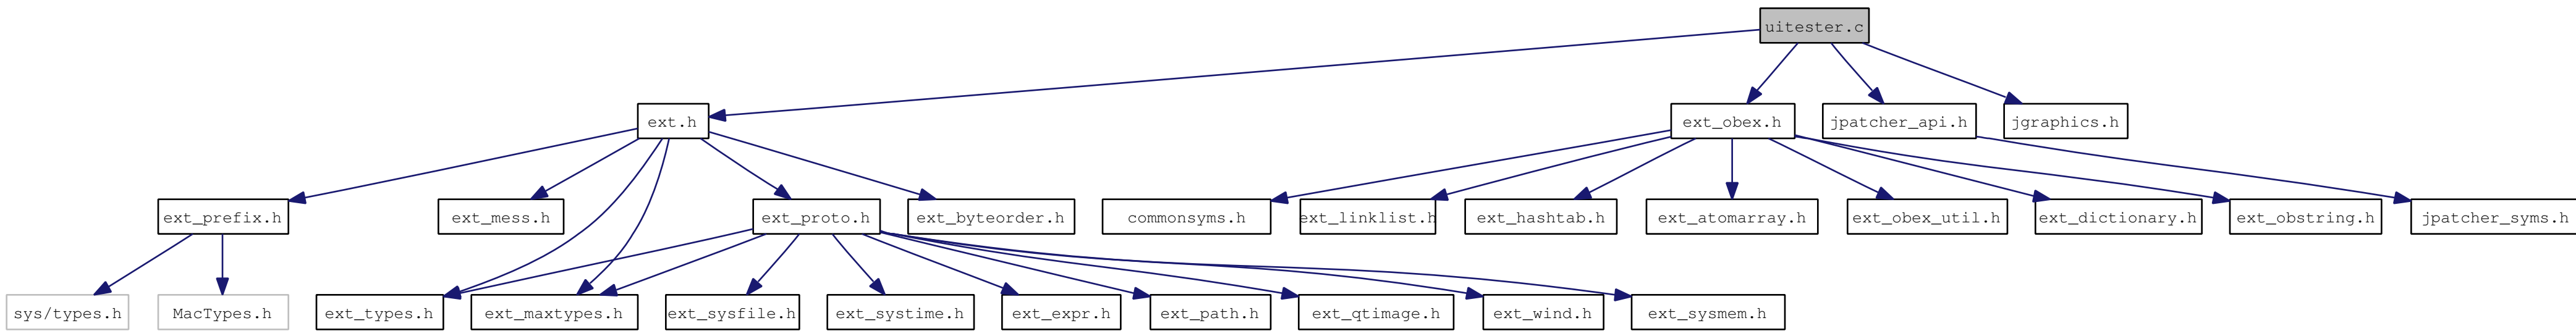 uitester.c
ext.h
ext_obex.h
jpatcher_api.h
jgraphics.h
ext_prefix.h
ext_mess.h
ext_proto.h
ext_byteorder.h
commonsyms.h
ext_linklist.h
ext_hashtab.h
ext_atomarray.h
ext_obex_util.h
ext_dictionary.h
ext_obstring.h
jpatcher_syms.h
sys/types.h
MacTypes.h
ext_types.h
ext_maxtypes.h
ext_sysfile.h
ext_systime.h
ext_expr.h
ext_path.h
ext_qtimage.h
ext_wind.h
ext_sysmem.h